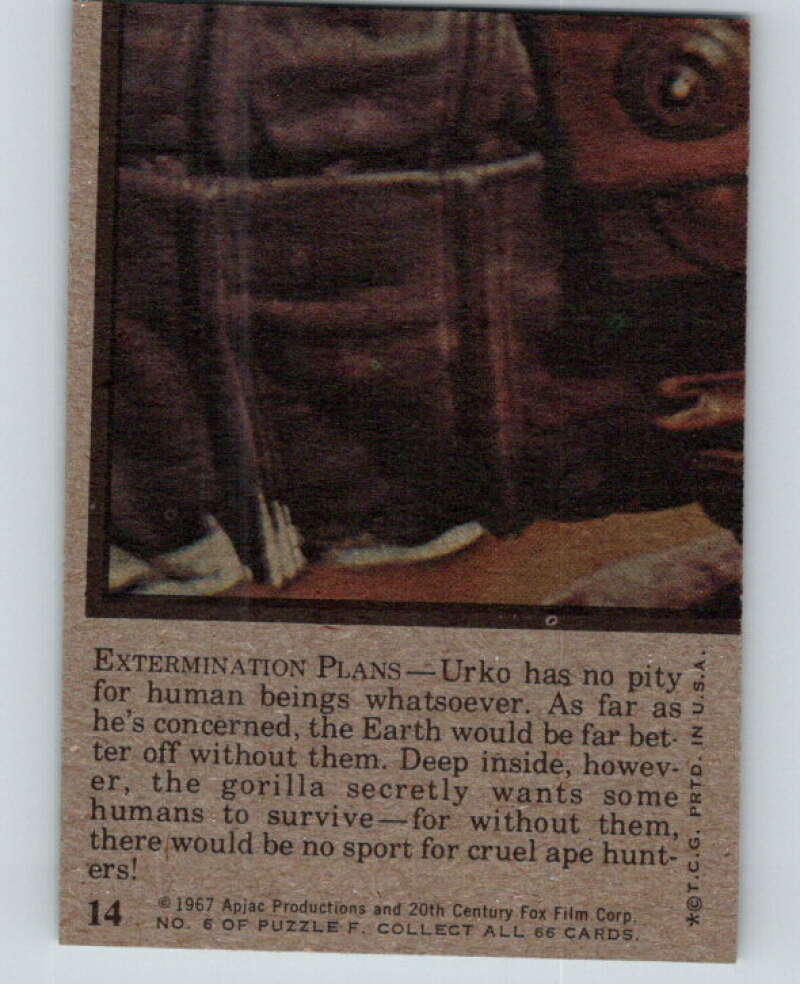 EXTERMINATION PLANS—Urko has no pity
for human beings whatsoever. As far as
he's concerned, the Earth would be far bet-
ter off without them. Deep inside, howev-
er, the gorilla secretly wants some
humans to survive—for without them,
there would be no sport for cruel ape hunt-
ers!
14
© 1967 Apjac Productions and 20th Century Fox Film Corp.
NO. 6 OF PUZZLE F. COLLECT ALL 66 CARDS.
*©T.C.G. PRTD. IN U.S.A.